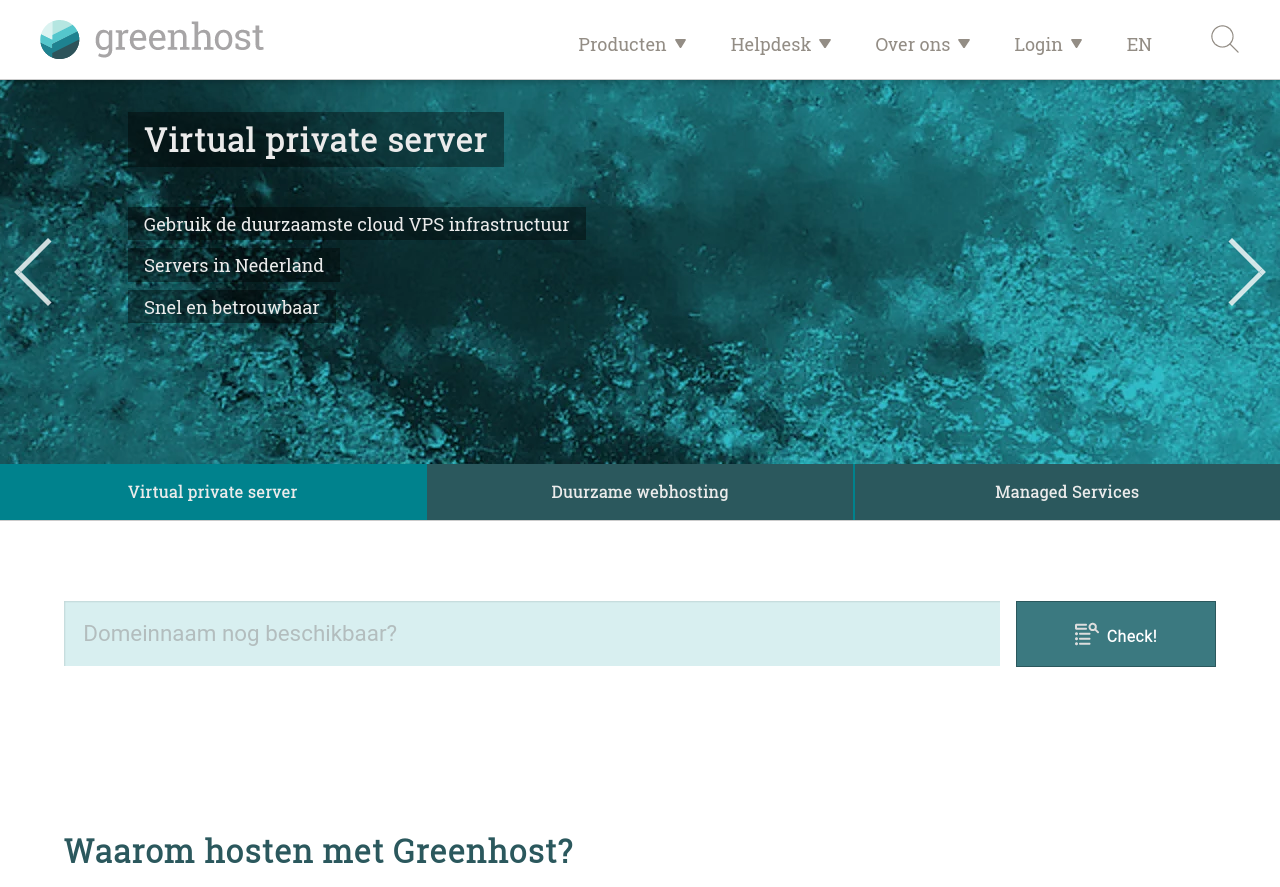 greenhost
Producten
Helpdesk
Over ons
Login
EN
Virtual private server
Gebruik de duurzaamste cloud VPS infrastructuur
Servers in Nederland
Snel en betrouwbaar
Virtual private server
Duurzame webhosting
Managed Services
Domeinnaam nog beschikbaar?
Check!
Waarom hosten met Greenhost?